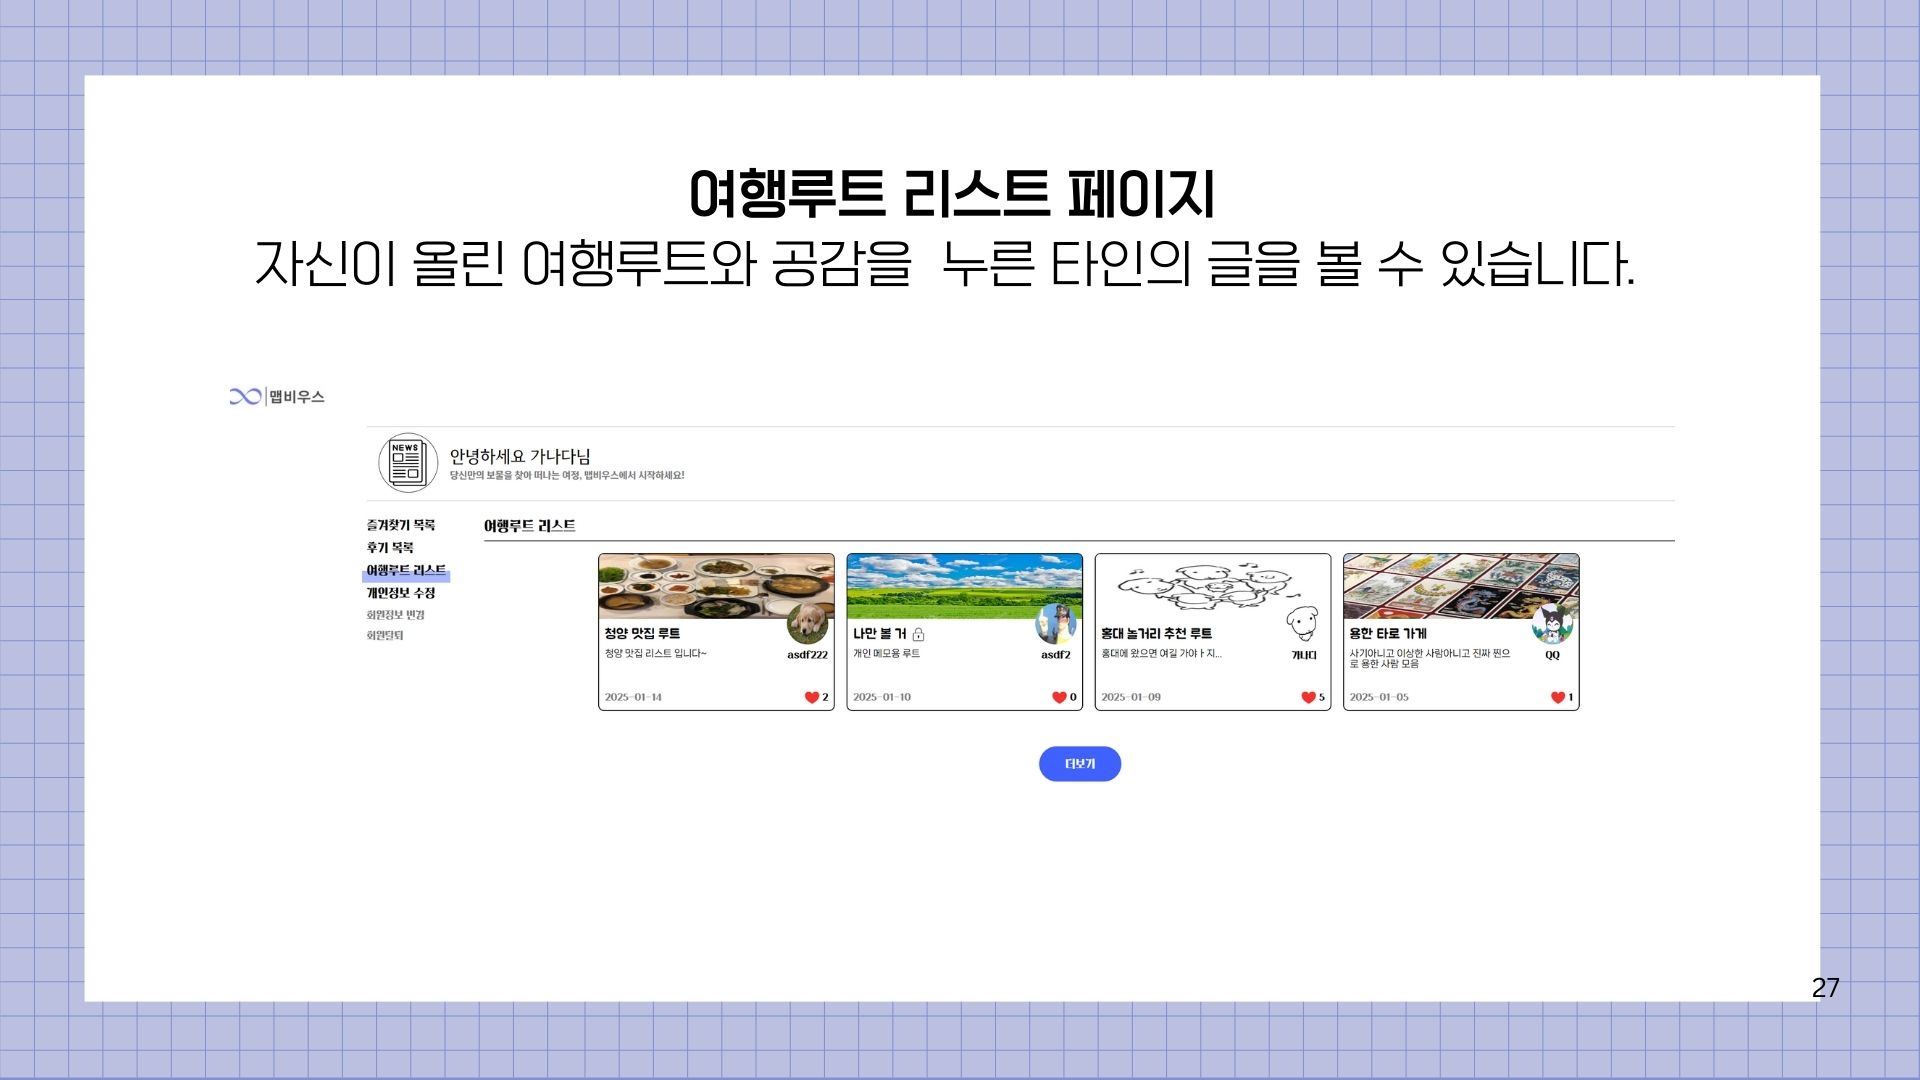 여행루트 리스트 페이지
자신이 올린 여행루트와 공감을 누른 타인의 글을 볼 수 있습니다.
맵비우스
NEWS
안녕하세요 가나다님
당신만의 보물을 찾아 떠나는 여정, 맵비우스에서 시작하세요!
즐겨찾기 목록
후기 목록
여행루트 리스트
개인정보 수정
회원정보 변경
회원탈퇴
여행루트 리스트
청양 맛집 루트
asdf222
청양 맛집 리스트 입니다~
2025-01-14
2
나만 볼 거
asdf2
개인 메모용 루트
2025-01-10
0
홍대 놀거리 추천 루트
가나디
홍대에 왔으면 여길 가야ㅏ지...
2025-01-09
5
용한 타로 가게
QQ
사기아니고 이상한 사람아니고 진짜 찐으
로 용한 사람 모음
2025-01-05
1
더보기
27